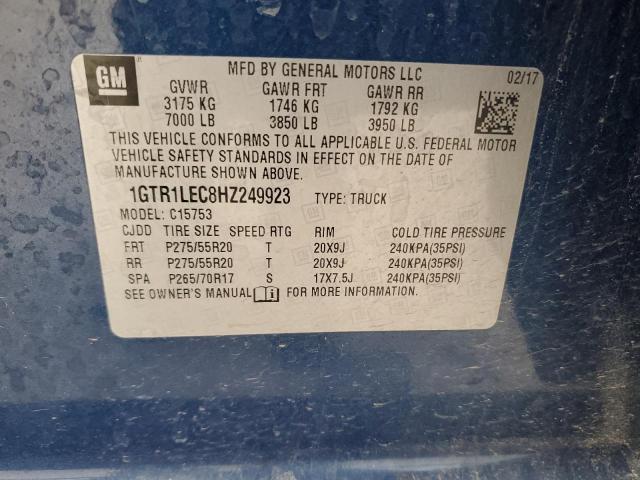 GM
MFD BY GENERAL MOTORS LLC 02/17
GVWR GAWR FRT GAWR RR
3175 KG 1746 KG 1792 KG
7000 LB 3850 LB 3950 LB
THIS VEHICLE CONFORMS TO ALL APPLICABLE U.S. FEDERAL MOTOR
VEHICLE SAFETY STANDARDS IN EFFECT ON THE DATE OF
MANUFACTURE SHOWN ABOVE.
1GTR1LEC8HZ249923 TYPE: TRUCK
MODEL: C15753
CJDD TIRE SIZE SPEED RTG RIM COLD TIRE PRESSURE
FRT P275/55R20 T 20X9J 240KPA(35PSI)
RR P275/55R20 T 20X9J 240KPA(35PSI)
SPA P265/70R17 S 17X7.5J 240KPA(35PSI)
SEE OWNER'S MANUAL FOR MORE INFORMATION.